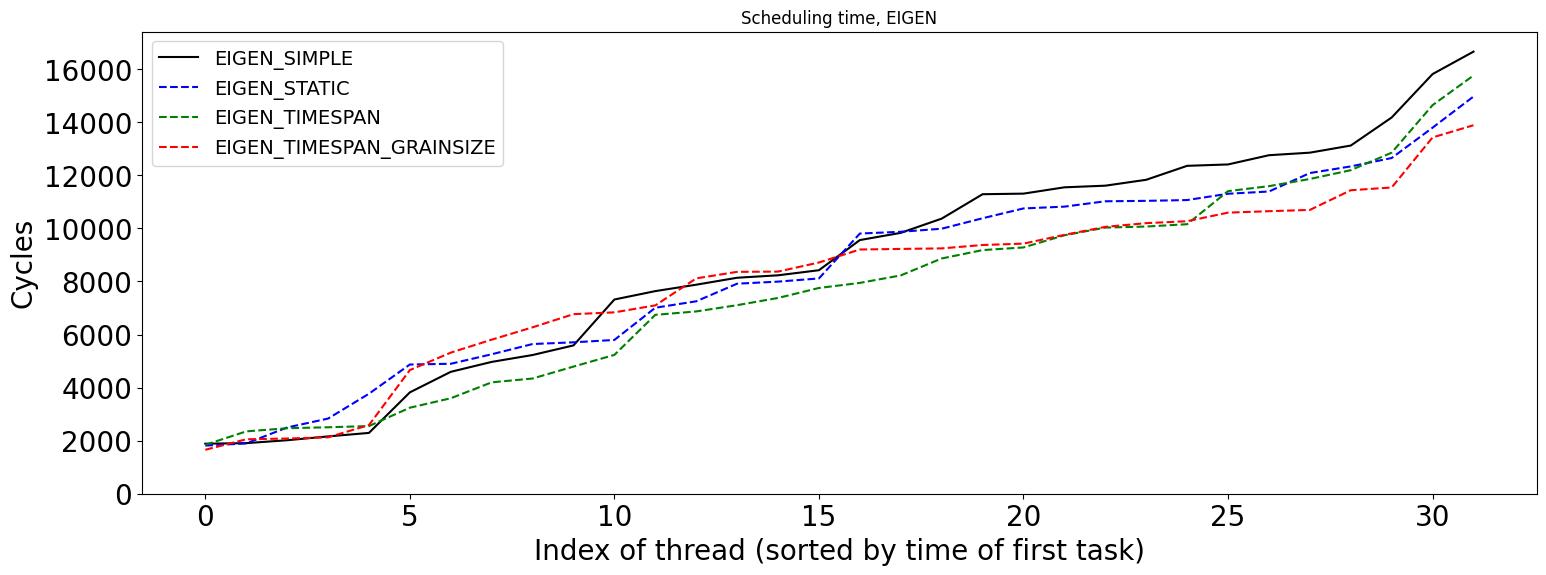 Scheduling time, EIGEN
EIGEN_SIMPLE
EIGEN_STATIC
EIGEN_TIMESPAN
EIGEN_TIMESPAN_GRAINSIZE
Cycles
16000
14000
12000
10000
8000
6000
4000
2000
0
0 5 10 15 20 25 30
Index of thread (sorted by time of first task)